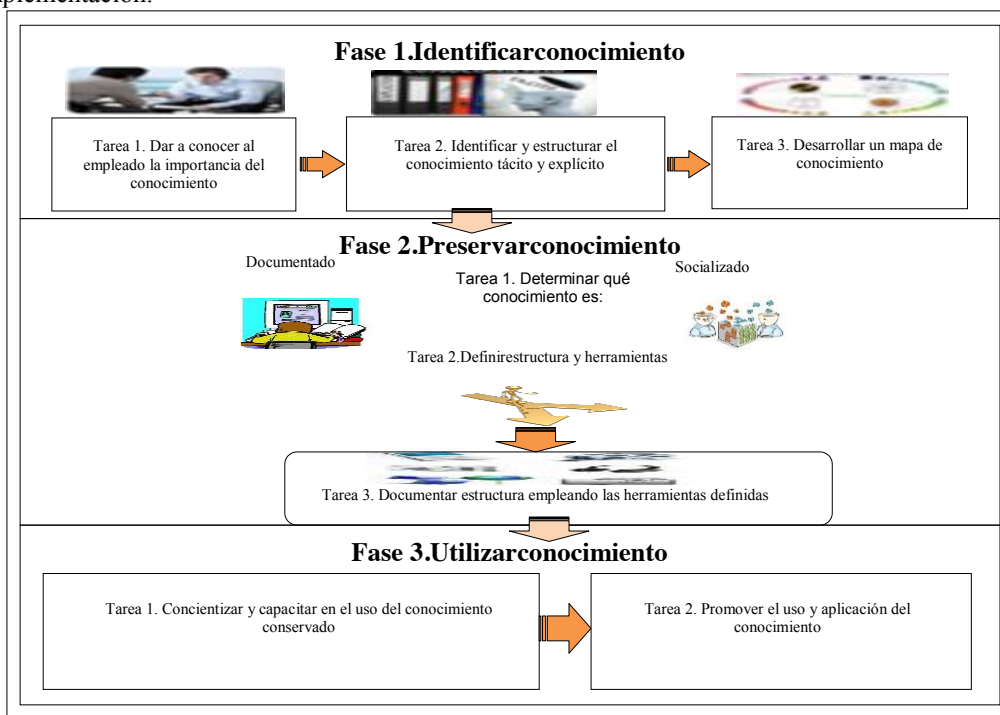 Fase 1.Identificarconocimiento
Tarea 1. Dar a conocer al
empleado la importancia del
conocimiento
Tarea 2. Identificar y estructurar el
conocimiento tácito y explícito
Tarea 3. Desarrollar un mapa de
conocimiento
Fase 2.Preservarconocimiento
Documentado
Tarea 1. Determinar qué
conocimiento es:
Socializado
Tarea 2.Definirestructura y herramientas
Tarea 3. Documentar estructura empleando las herramientas definidas
Fase 3.Utilizarconocimiento
Tarea 1. Concientizar y capacitar en el uso del conocimiento
conservado
Tarea 2. Promover el uso y aplicación del
conocimiento